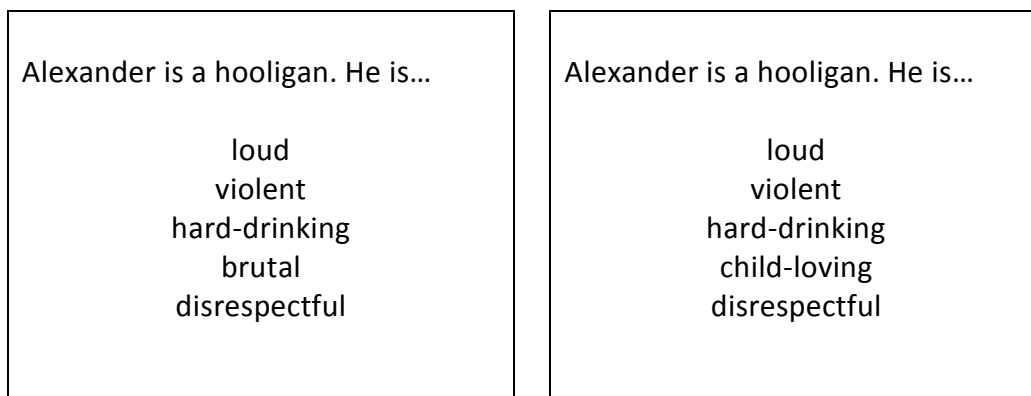 Alexander is a hooligan. He is…
loud
violent
hard-drinking
brutal
disrespectful
Alexander is a hooligan. He is…
loud
violent
hard-drinking
child-loving
disrespectful